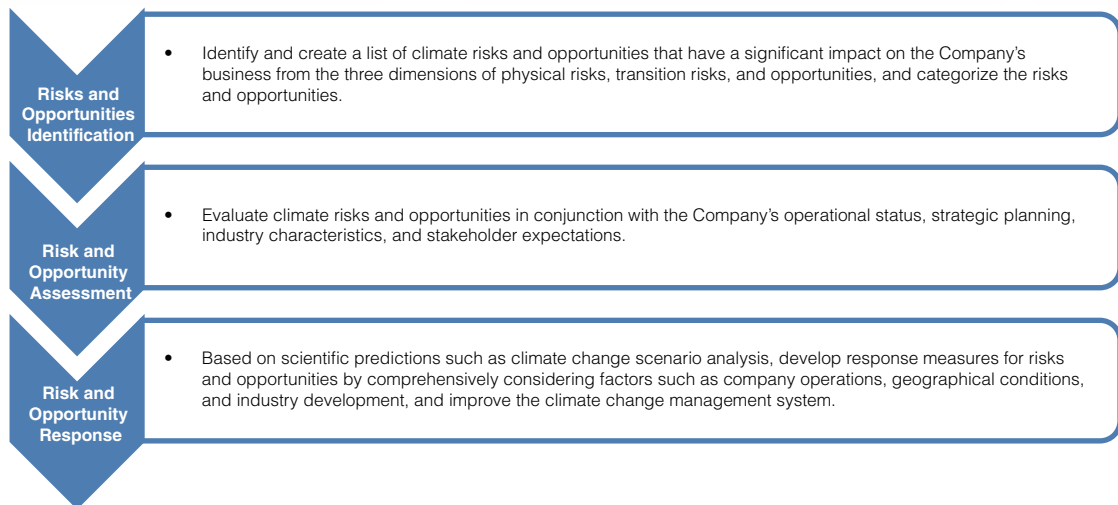 Risks and
Opportunities
Identification
• Identify and create a list of climate risks and opportunities that have a significant impact on the Company's
business from the three dimensions of physical risks, transition risks, and opportunities, and categorize the risks
and opportunities.
Risk and
Opportunity
Assessment
• Evaluate climate risks and opportunities in conjunction with the Company's operational status, strategic planning,
industry characteristics, and stakeholder expectations.
Risk and
Opportunity
Response
• Based on scientific predictions such as climate change scenario analysis, develop response measures for risks
and opportunities by comprehensively considering factors such as company operations, geographical conditions,
and industry development, and improve the climate change management system.